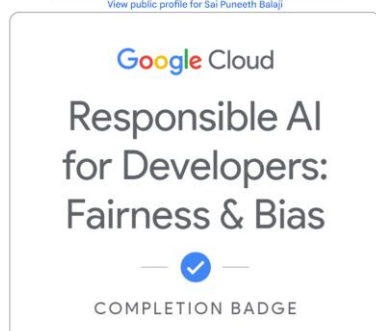 View public profile for Sai Puneeth Balaji
Google Cloud
Responsible AI
for Developers:
Fairness & Bias
COMPLETION BADGE